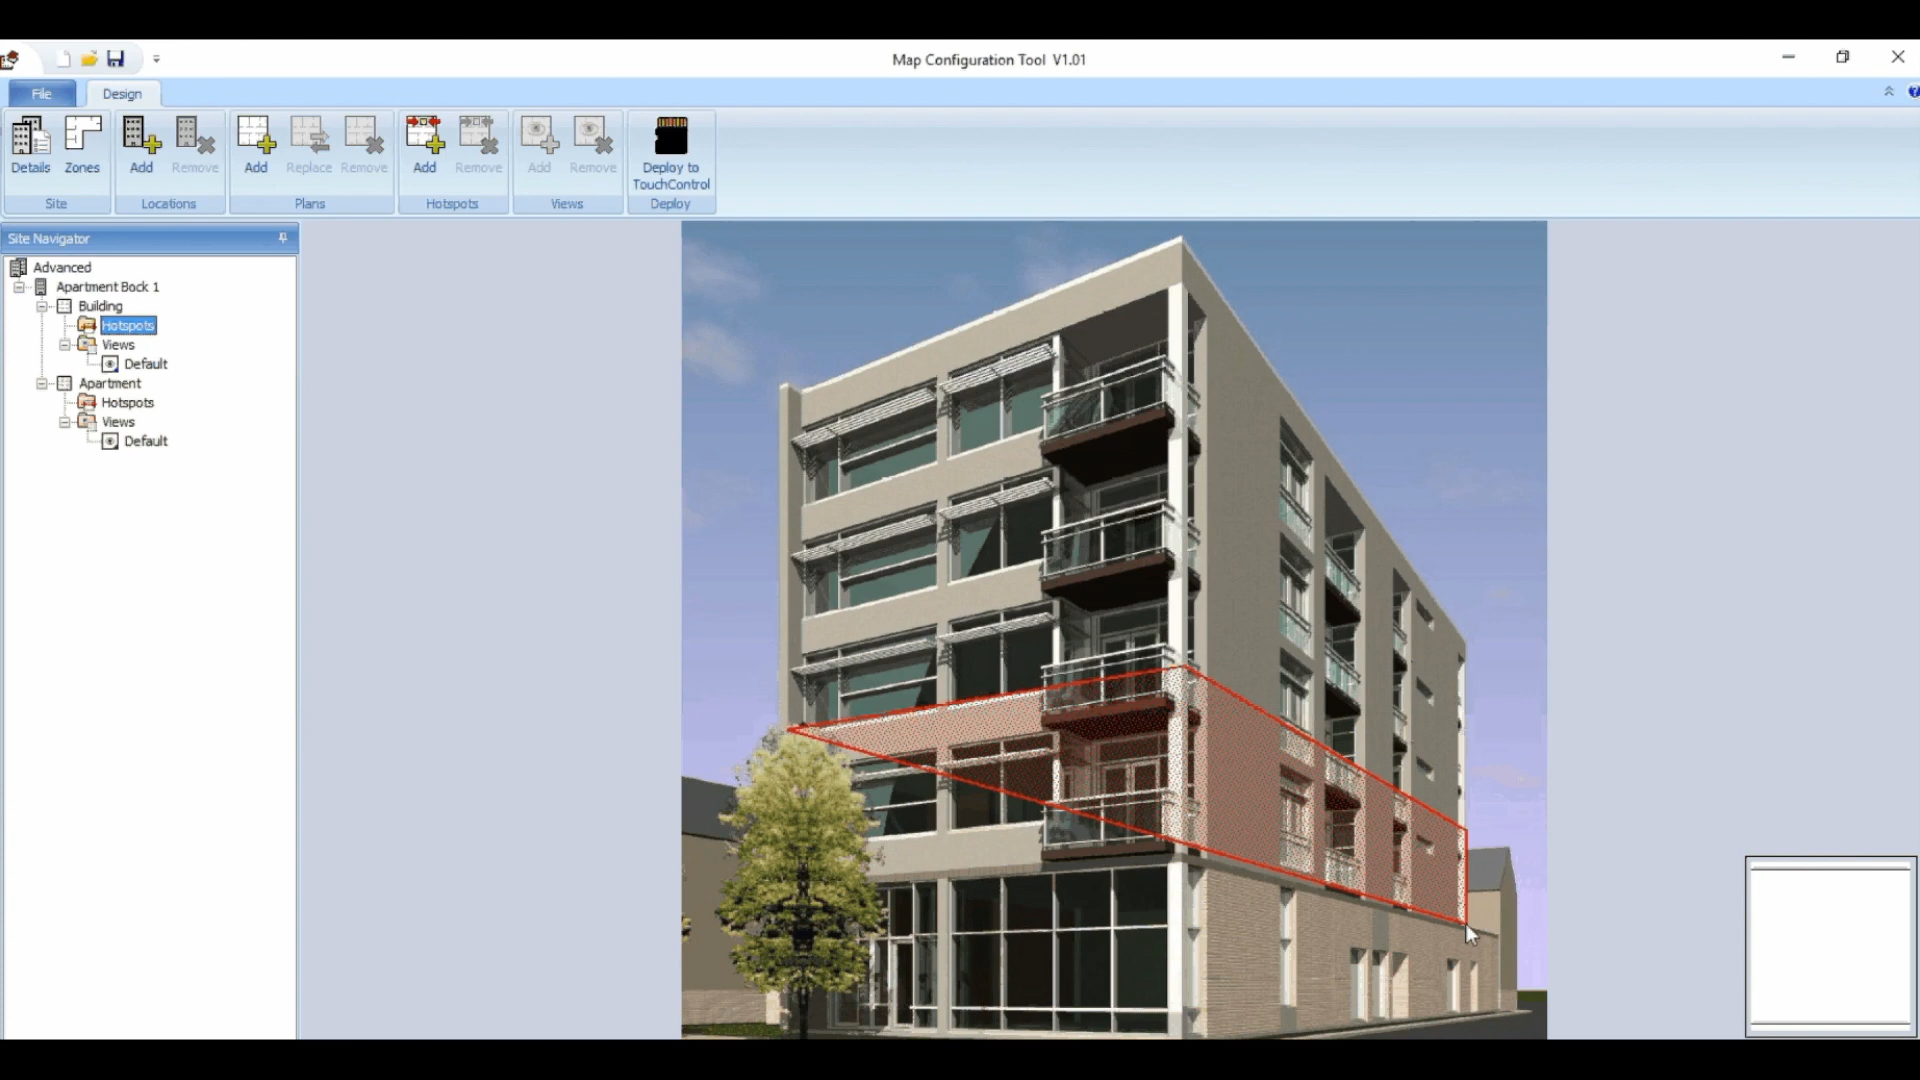 Map Configuration Tool V1.01
File
Design
Details
Zones
Add
Remove
Add
Replace
Remove
Add
Remove
Add
Remove
Deploy to
TouchControl
Site
Locations
Plans
Hotspots
Views
Deploy
Site Navigator
Advanced
Apartment Bock 1
Building
Hotspots
Views
Default
Apartment
Hotspots
Views
Default